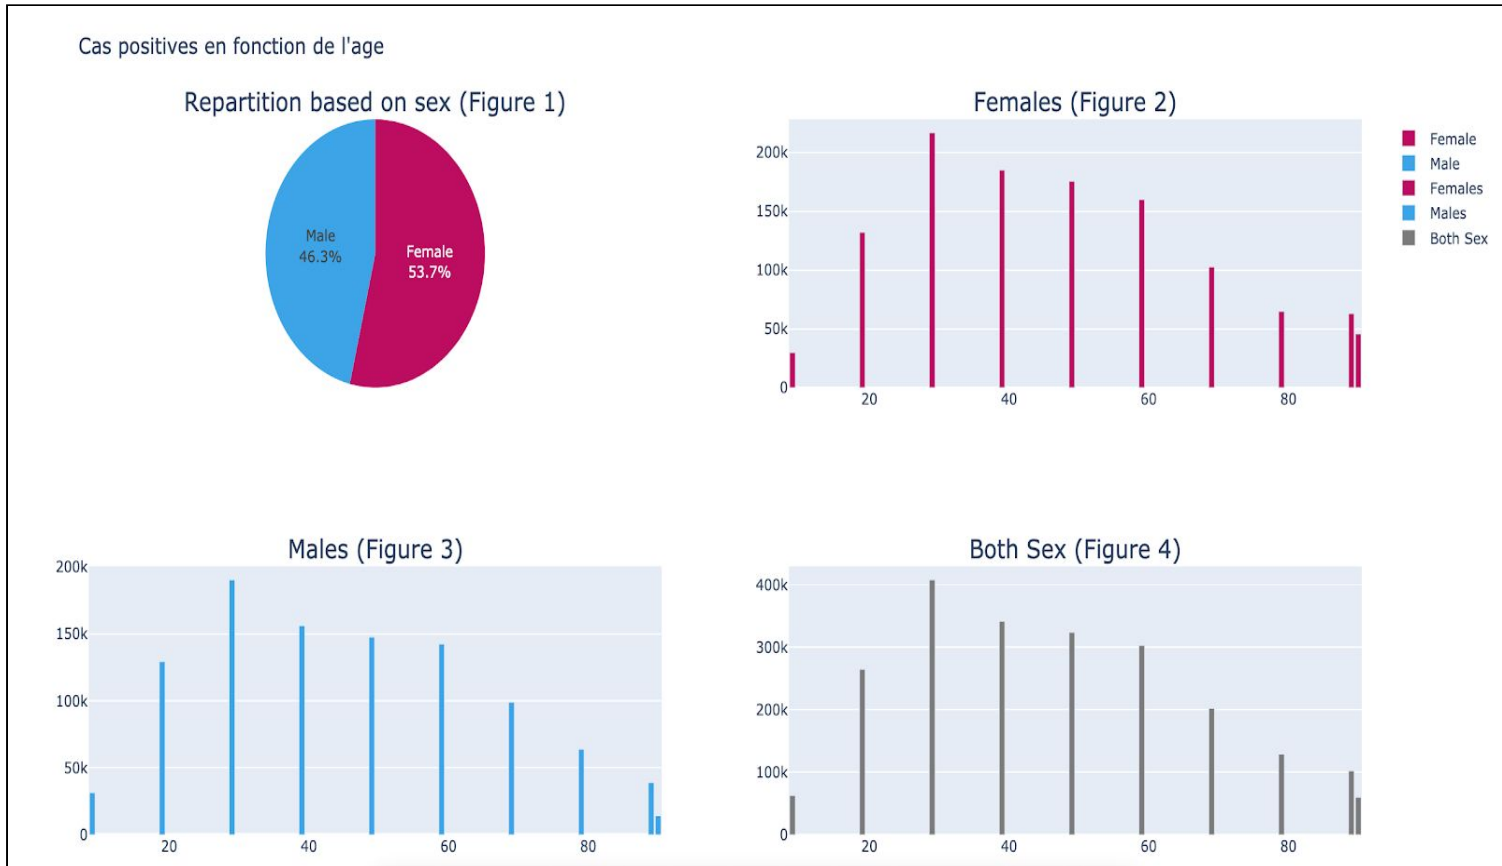 Cas positives en fonction de l'age
Repartition based on sex (Figure 1)
Male
46.3%
Female
53.7%
Females (Figure 2)
200k
150k
100k
50k
0
20
40
60
80
Female
Male
Females
Males
Both Sex
Males (Figure 3)
200k
150k
100k
50k
0
20
40
60
80
Both Sex (Figure 4)
400k
300k
200k
100k
0
20
40
60
80